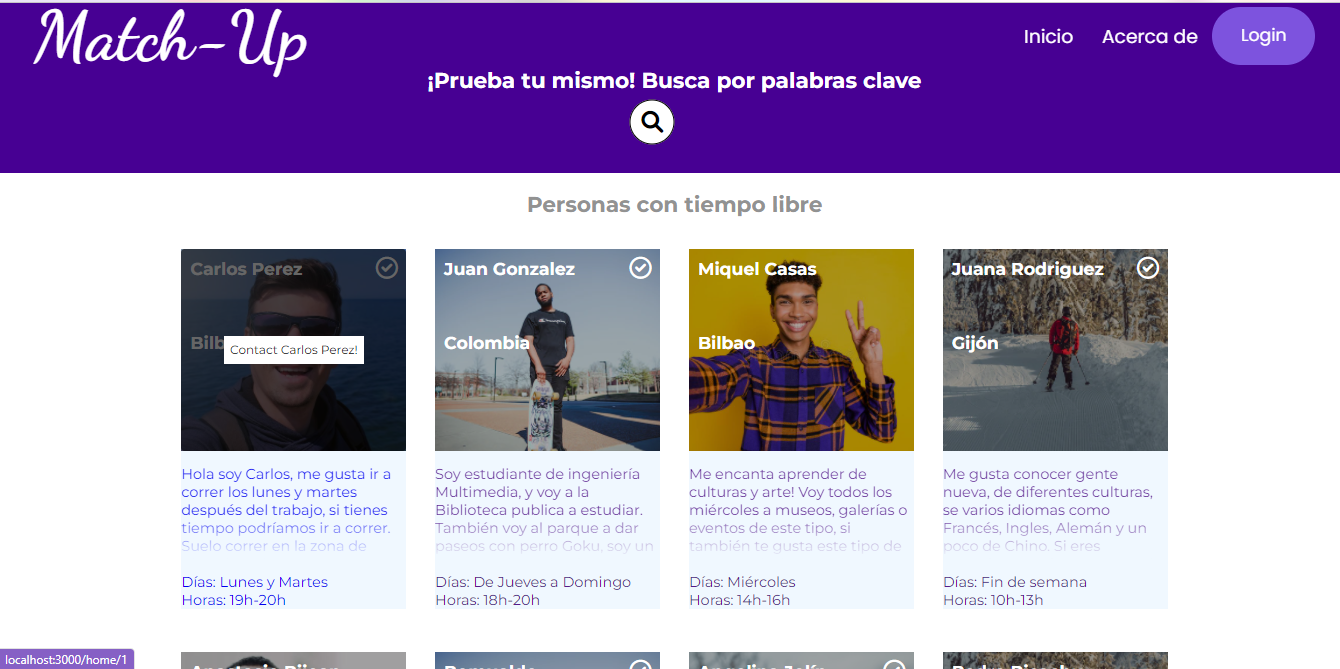 Match-Up
Inicio
Acerca de
Login
¡Prueba tu mismo! Busca por palabras clave
Personas con tiempo libre
Carlos Perez
Bilb
Contact Carlos Perez!
Hola soy Carlos, me gusta ir a
correr los lunes y martes
después del trabajo, si tienes
tiempo podríamos ir a correr.
Suelo correr en la zona de
Días: Lunes y Martes
Horas: 19h-20h
Juan Gonzalez
Colombia
Soy estudiante de ingeniería
Multimedia, y voy a la
Biblioteca publica a estudiar.
También voy al parque a dar
paseos con perro Goku, soy un
Días: De Jueves a Domingo
Horas: 18h-20h
Miquel Casas
Bilbao
Me encanta aprender de
culturas y arte! Voy todos los
miércoles a museos, galerías o
eventos de este tipo, si
también te gusta este tipo de
Días: Miércoles
Horas: 14h-16h
Juana Rodriguez
Gijón
Me gusta conocer gente
nueva, de diferentes culturas,
se varios idiomas como
Francés, Ingles, Alemán y un
poco de Chino. Si eres
Días: Fin de semana
Horas: 10h-13h
localhost:3000/home/1